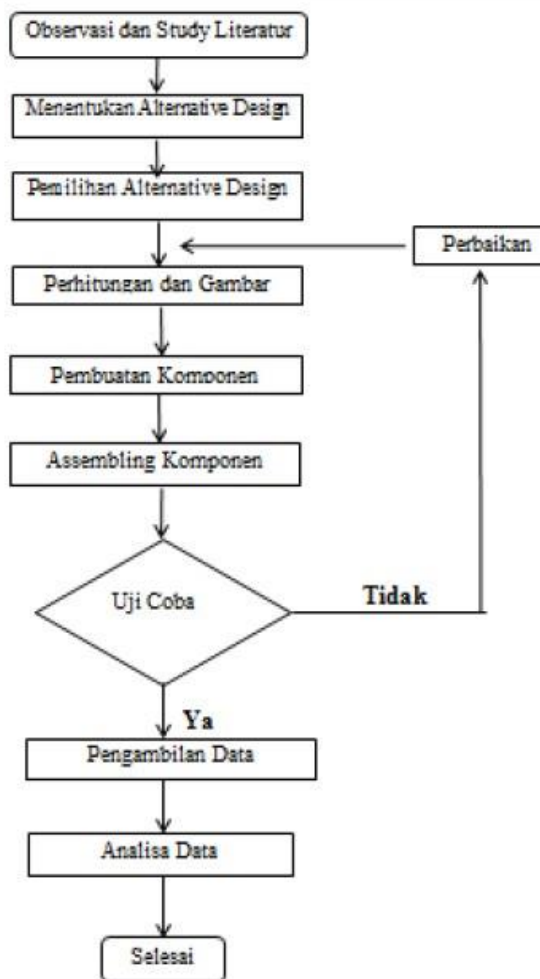 Observasi dan Study Literatur
Menentukan Alternative Design
Pemilihan Alternative Design
Perbaikan
Perhitungan dan Gambar
Pembuatan Komponen
Assembling Komponen
Uji Coba
Tidak
Ya
Pengambilan Data
Analisa Data
Selesai